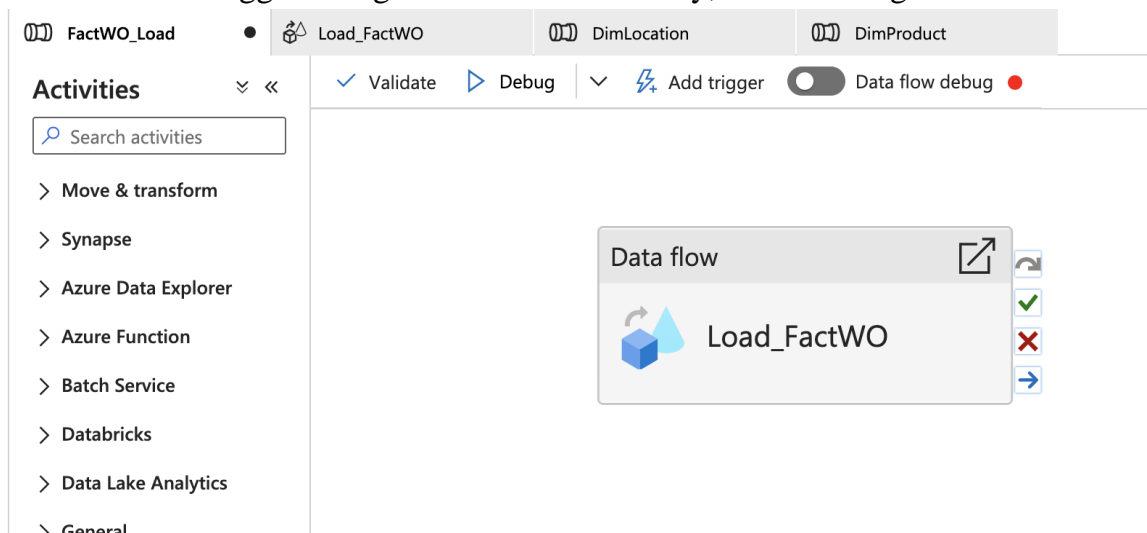 FactWO_Load Load_FactWO DimLocation DimProduct
Activities
Validate Debug Add trigger Data flow debug
Search activities
Move & transform
Synapse
Azure Data Explorer
Azure Function
Batch Service
Databricks
Data Lake Analytics
General
Data flow
Load_FactWO